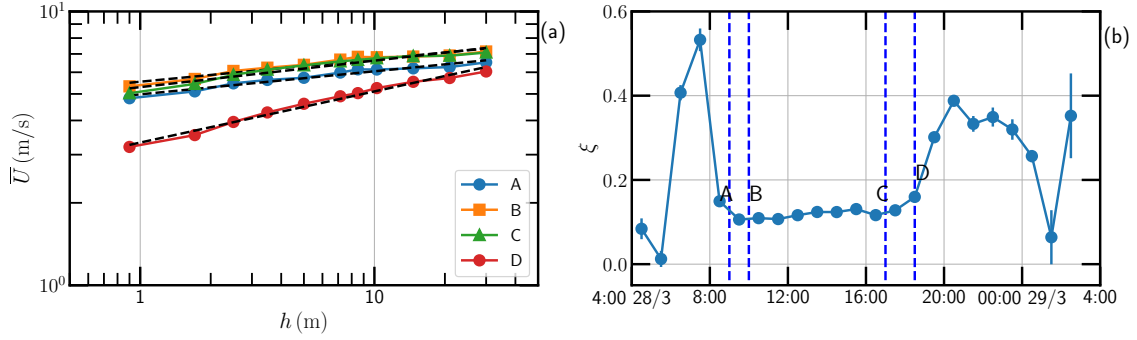 10¹
(a)
U̅ (m/s)
A
B
C
D
10⁰
1
10
h (m)
0.6
(b)
0.4
ξ
0.2
A
B
C
D
0.0
4:00 28/3
8:00
12:00
16:00
20:00
00:00 29/3
4:00